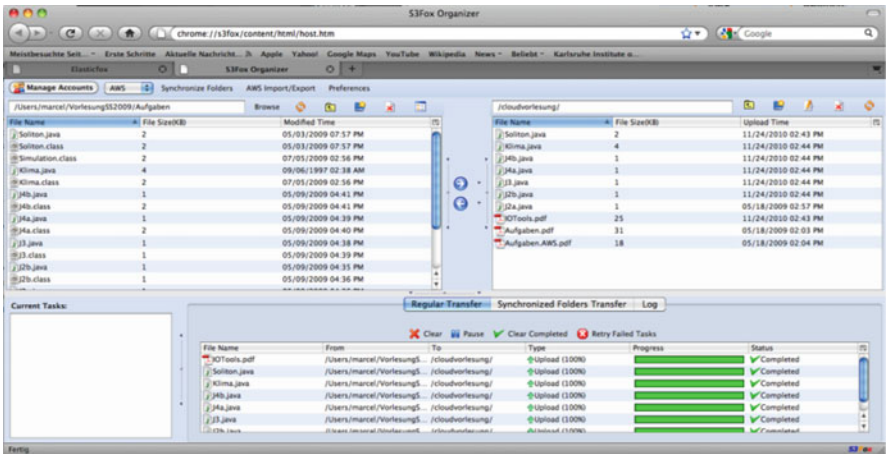 S3Fox Organizer
chrome://s3fox/content/html/host.htm
Google
Meistbesuchte Seit... Erste Schritte Aktuelle Nachricht... Apple Yahoo! Google Maps YouTube Wikipedia News Beliebt Karlsruhe Institute o...
Elasticfox S3Fox Organizer
Manage Accounts AWS Synchronize Folders AWS Import/Export Preferences
/Users/marcel/VorlesungSS2009/Aufgaben Browse /cloudvorlesung/
File Name File Size(KB) Modified Time
Soliton.java 2 05/03/2009 07:57 PM
Soliton.class 2 05/03/2009 07:57 PM
Simulation.class 2 07/05/2009 02:56 PM
Klima.java 4 09/06/1997 02:38 AM
Klima.class 2 07/05/2009 02:56 PM
J4b.java 1 05/09/2009 04:41 PM
J4b.class 2 05/09/2009 04:41 PM
J4a.java 1 05/09/2009 04:39 PM
J4a.class 2 05/09/2009 04:40 PM
J3.java 1 05/09/2009 04:38 PM
J3.class 1 05/09/2009 04:39 PM
J2b.java 1 05/09/2009 04:35 PM
J2b.class 1 05/09/2009 04:36 PM
File Name File Size(KB) Upload Time
Soliton.java 2 11/24/2010 02:43 PM
Klima.java 4 11/24/2010 02:44 PM
J4b.java 1 11/24/2010 02:44 PM
J4a.java 1 11/24/2010 02:44 PM
J3.java 1 11/24/2010 02:44 PM
J2b.java 1 11/24/2010 02:44 PM
J2a.java 1 05/18/2009 02:57 PM
IOTools.pdf 25 11/24/2010 02:43 PM
Aufgaben.pdf 31 05/18/2009 02:03 PM
Aufgaben.AWS.pdf 18 05/18/2009 02:04 PM
Current Tasks:
Regular Transfer Synchronized Folders Transfer Log
Clear Pause Clear Completed Retry Failed Tasks
File Name From To Type Progress Status
IOTools.pdf /Users/marcel/VorlesungS... /cloudvorlesung/ Upload (100%) Completed
Soliton.java /Users/marcel/VorlesungS... /cloudvorlesung/ Upload (100%) Completed
Klima.java /Users/marcel/VorlesungS... /cloudvorlesung/ Upload (100%) Completed
J4b.java /Users/marcel/VorlesungS... /cloudvorlesung/ Upload (100%) Completed
J4a.java /Users/marcel/VorlesungS... /cloudvorlesung/ Upload (100%) Completed
J3.java /Users/marcel/VorlesungS... /cloudvorlesung/ Upload (100%) Completed
J2b.java /Users/marcel/VorlesungS... /cloudvorlesung/ Upload (100%) Completed
Fertig